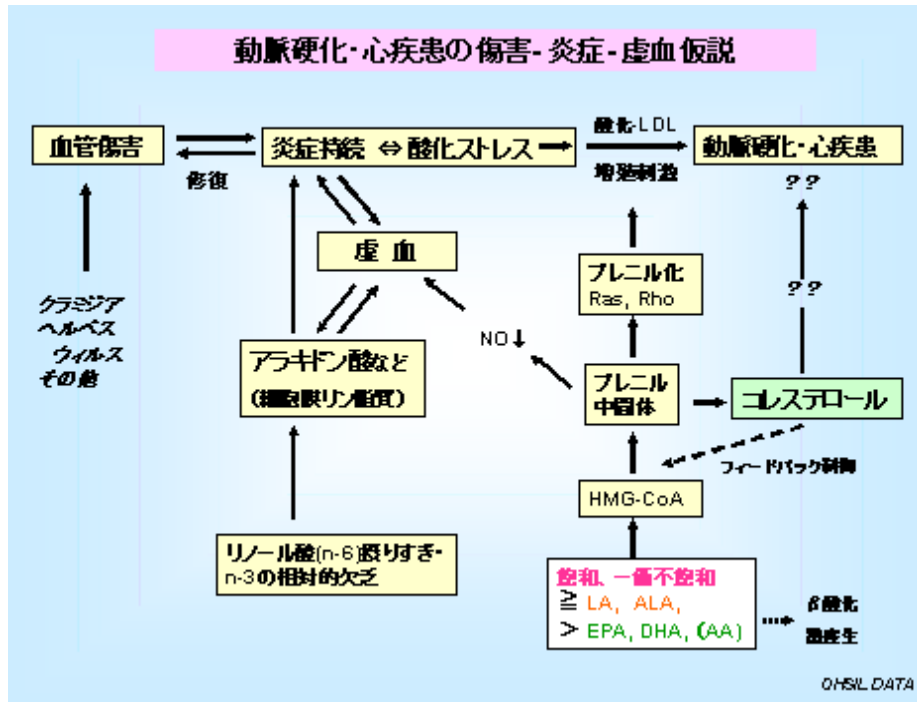 動脈硬化・心疾患の傷害-炎症-虚血仮説
血管傷害
炎症持続 ⇔ 酸化ストレス
酸化-LDL
動脈硬化・心疾患
修復
増殖刺激
??
虚血
プレニル化
Ras, Rho
??
クラミジア
ヘルペス
ウィルス
その他
NO↓
アラキドン酸など
(細胞膜リン脂質)
プレニル
中間体
コレステロール
フィードバック制御
HMG-CoA
リノール酸(n-6)摂りすぎ・
n-3の相対的欠乏
飽和、一価不飽和
≧ LA, ALA,
> EPA, DHA, (AA)
β酸化
熱産生
OHSIL.DATA